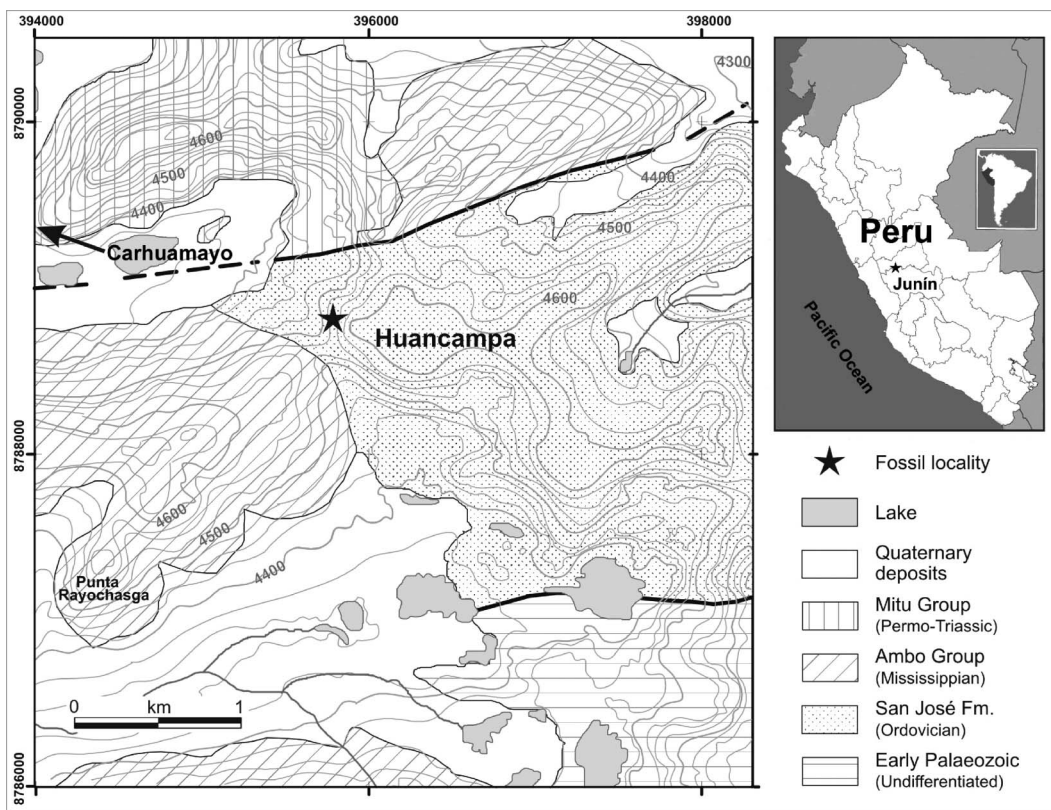 394000
396000
398000
8790000
8788000
8786000
4300
4600
4500
4400
4400
Carhuamayo
4500
4600
Huancampa
4600
4500
4400
Punta
Rayochasga
0 km 1
Peru
Junín
Pacific Ocean
Fossil locality
Lake
Quaternary
deposits
Mitu Group
(Permo-Triassic)
Ambo Group
(Mississippian)
San José Fm.
(Ordovician)
Early Palaeozoic
(Undifferentiated)